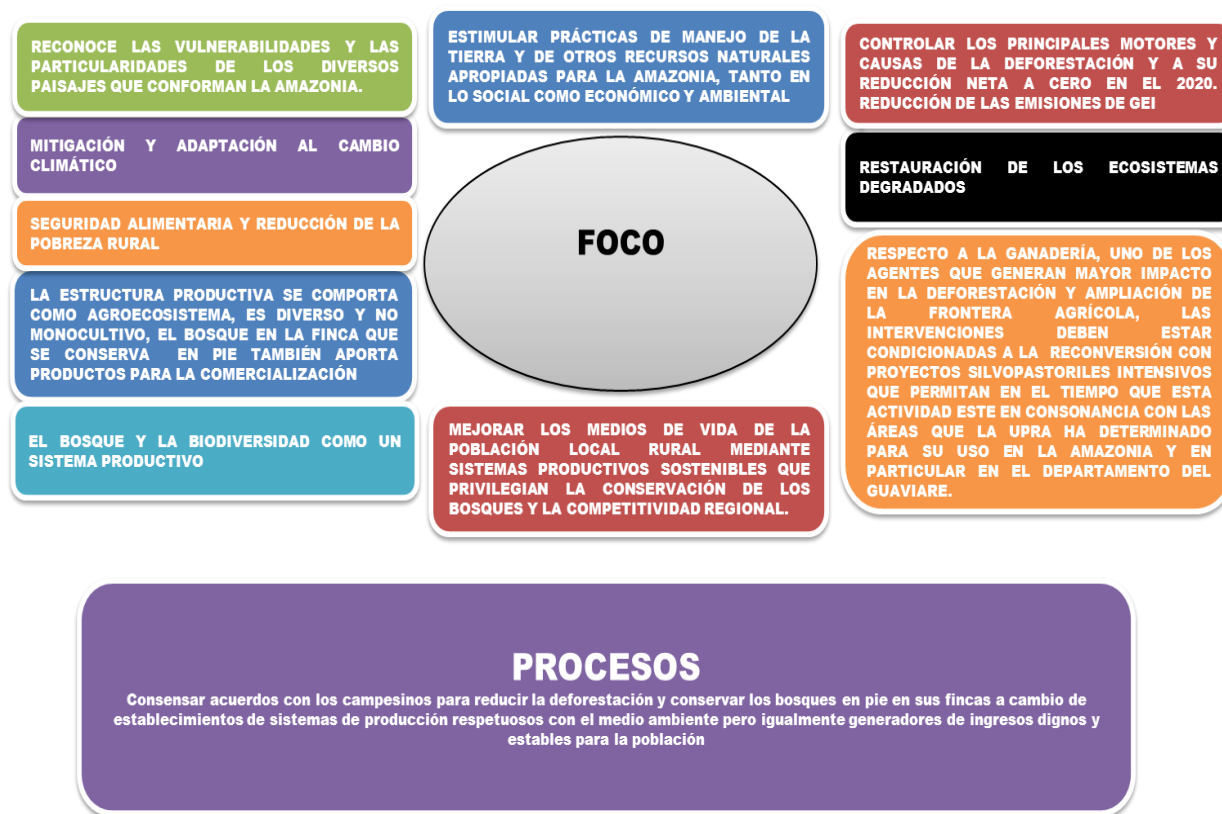 RECONOCE LAS VULNERABILIDADES Y LAS
PARTICULARIDADES DE LOS DIVERSOS
PAISAJES QUE CONFORMAN LA AMAZONIA.
MITIGACIÓN Y ADAPTACIÓN AL CAMBIO
CLIMÁTICO
SEGURIDAD ALIMENTARIA Y REDUCCIÓN DE LA
POBREZA RURAL
LA ESTRUCTURA PRODUCTIVA SE COMPORTA
COMO AGROECOSISTEMA, ES DIVERSO Y NO
MONOCULTIVO, EL BOSQUE EN LA FINCA QUE
SE CONSERVA EN PIE TAMBIÉN APORTA
PRODUCTOS PARA LA COMERCIALIZACIÓN
EL BOSQUE Y LA BIODIVERSIDAD COMO UN
SISTEMA PRODUCTIVO
ESTIMULAR PRÁCTICAS DE MANEJO DE LA
TIERRA Y DE OTROS RECURSOS NATURALES
APROPIADAS PARA LA AMAZONIA, TANTO EN
LO SOCIAL COMO ECONÓMICO Y AMBIENTAL
FOCO
MEJORAR LOS MEDIOS DE VIDA DE LA
POBLACIÓN LOCAL RURAL MEDIANTE
SISTEMAS PRODUCTIVOS SOSTENIBLES QUE
PRIVILEGIAN LA CONSERVACIÓN DE LOS
BOSQUES Y LA COMPETITIVIDAD REGIONAL.
CONTROLAR LOS PRINCIPALES MOTORES Y
CAUSAS DE LA DEFORESTACIÓN Y A SU
REDUCCIÓN NETA A CERO EN EL 2020.
REDUCCIÓN DE LAS EMISIONES DE GEI
RESTAURACIÓN DE LOS ECOSISTEMAS
DEGRADADOS
RESPECTO A LA GANADERÍA, UNO DE LOS
AGENTES QUE GENERAN MAYOR IMPACTO
EN LA DEFORESTACIÓN Y AMPLIACIÓN DE
LA FRONTERA AGRÍCOLA, LAS
INTERVENCIONES DEBEN ESTAR
CONDICIONADAS A LA RECONVERSIÓN CON
PROYECTOS SILVOPASTORILES INTENSIVOS
QUE PERMITAN EN EL TIEMPO QUE ESTA
ACTIVIDAD ESTE EN CONSONANCIA CON LAS
ÁREAS QUE LA UPRA HA DETERMINADO
PARA SU USO EN LA AMAZONIA Y EN
PARTICULAR EN EL DEPARTAMENTO DEL
GUAVIARE.
PROCESOS
Consensar acuerdos con los campesinos para reducir la deforestación y conservar los bosques en pie en sus fincas a cambio de
establecimientos de sistemas de producción respetuosos con el medio ambiente pero igualmente generadores de ingresos dignos y
estables para la población